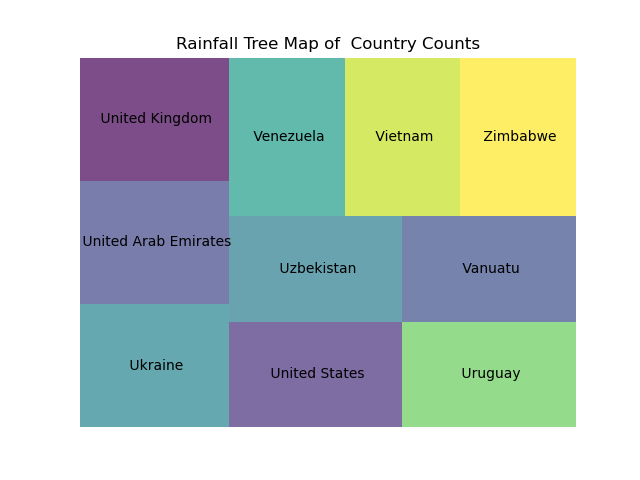 Rainfall Tree Map of  Country Counts
United Kingdom
Venezuela
Vietnam
Zimbabwe
United Arab Emirates
Uzbekistan
Vanuatu
Ukraine
United States
Uruguay